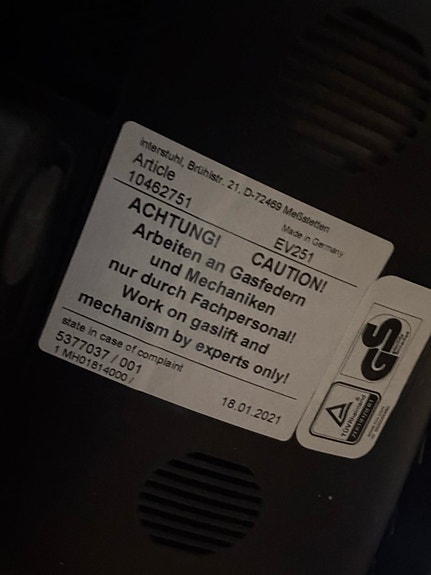 Interstuhl, Brühlstr. 21, D-72469 Meßstetten
Article
Made in Germany
10462751
EV251
ACHTUNG! CAUTION!
Arbeiten an Gasfedern
und Mechaniken
nur durch Fachpersonal!
Work on gaslift and
mechanism by experts only!
state in case of complaint
5377037 / 001
1 MH01814000 /
18.01.2021
GS
TÜVRheinland